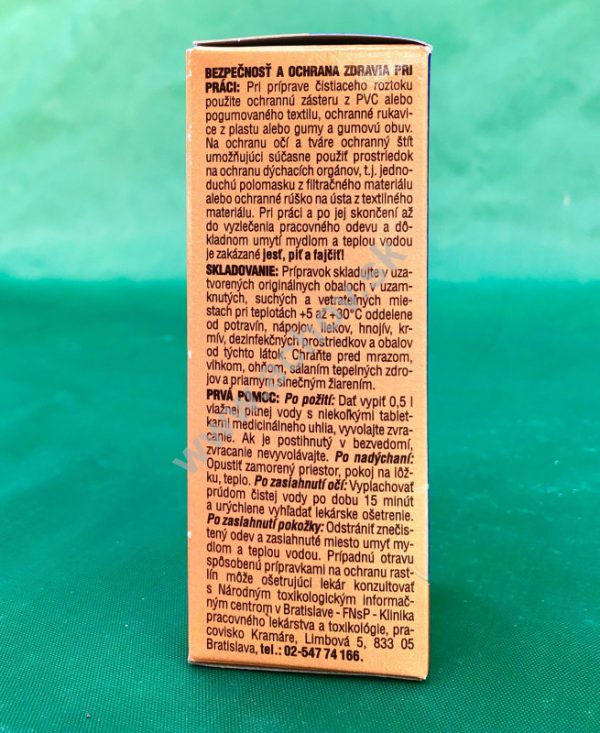 BEZPEČNOSŤ A OCHRANA ZDRAVIA PRI
PRÁCI: Pri príprave čistiaceho roztoku
použite ochrannú zásteru z PVC alebo
pogumovaného textilu, ochranné rukavi-
ce z plastu alebo gumy a gumovú obuv.
Na ochranu očí a tváre ochranný štít
umožňujúci súčasne použiť prostriedok
na ochranu dýchacích orgánov, t.j. jedno-
duchú polomasku z filtračného materiálu
alebo ochranné rúško na ústa z textilného
materiálu. Pri práci a po jej skončení až
do vyzlečenia pracovného odevu a dô-
kladnom umytí mydlom a teplou vodou
je zakázané jesť, piť a fajčiť!
SKLADOVANIE: Prípravok skladujte v uza-
tvorených originálnych obaloch v uzam-
knutých, suchých a vetrateľných mie-
stach pri teplotách +5 až +30°C oddelene
od potravín, nápojov, liekov, hnojív, kr-
mív, dezinfekčných prostriedkov a obalov
od týchto látok. Chráňte pred mrazom,
vlhkom, ohňom, sálaním tepelných zdro-
jov a priamym slnečným žiarením.
PRVÁ POMOC: Po požití: Dať vypiť 0,5 l
vlažnej pitnej vody s niekoľkými tablet-
kami medicinálneho uhlia, vyvolajte zvra-
canie. Ak je postihnutý v bezvedomí,
zvracanie nevyvolávajte. Po nadýchaní:
Opustiť zamorený priestor, pokoj na lôž-
ku, teplo. Po zasiahnutí očí: Vyplachovať
prúdom čistej vody po dobu 15 minút
a urýchlene vyhľadať lekárske ošetrenie.
Po zasiahnutí pokožky: Odstrániť znečis-
tený odev a zasiahnuté miesto umyť my-
dlom a teplou vodou. Prípadnú otravu
spôsobenú prípravkami na ochranu rast-
lín môže ošetrujúci lekár konzultovať
s Národným toxikologickým informač-
ným centrom v Bratislave - FNsP - Klinika
pracovného lekárstva a toxikológie, pra-
covisko Kramáre, Limbová 5, 833 05
Bratislava, tel.: 02-547 74 166.